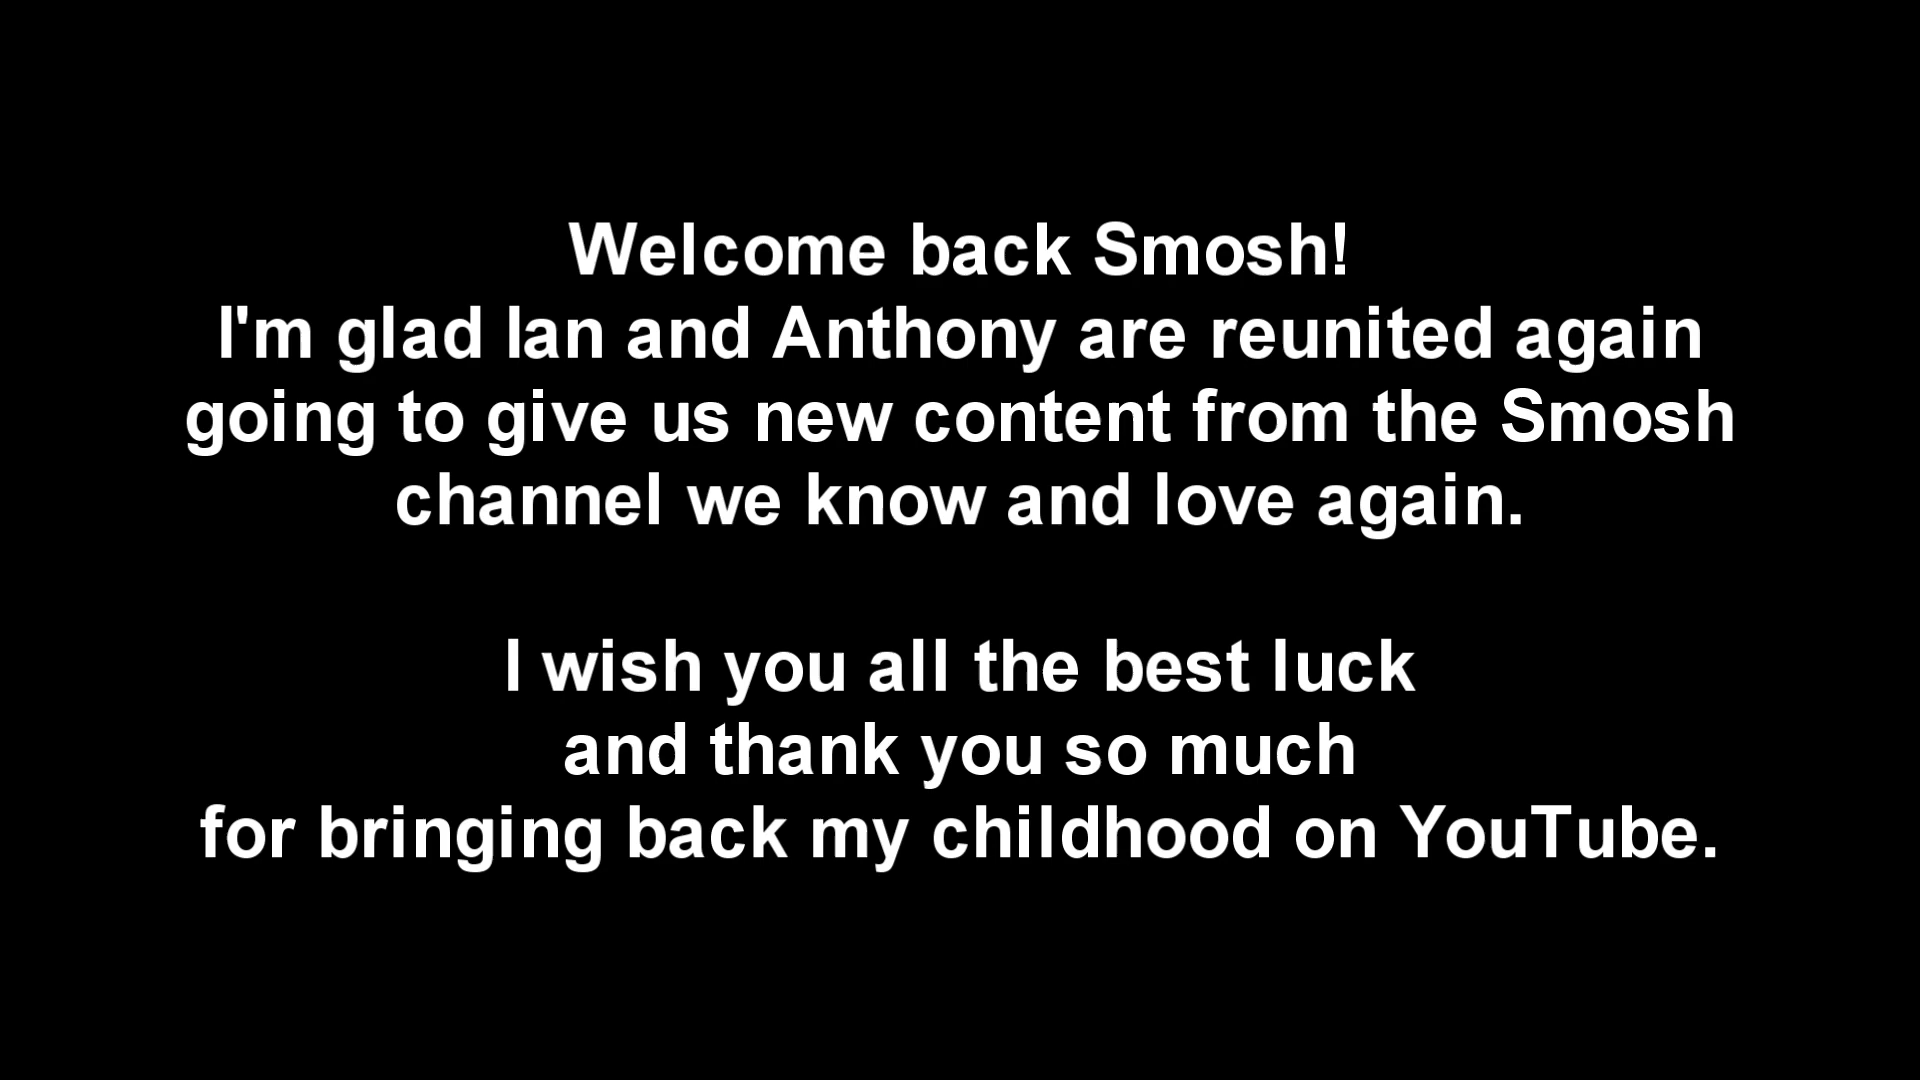 Welcome back Smosh!
I'm glad Ian and Anthony are reunited again
going to give us new content from the Smosh
channel we know and love again.
I wish you all the best luck
and thank you so much
for bringing back my childhood on YouTube.